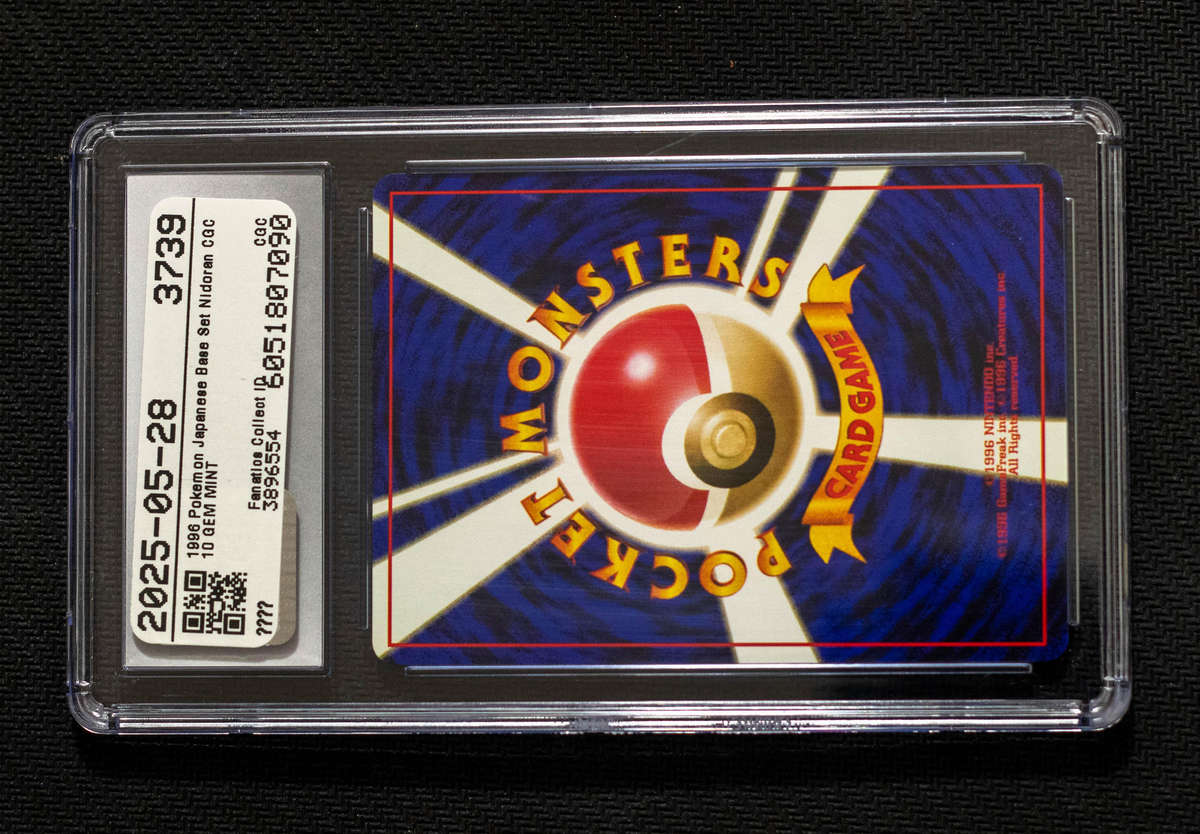 2025-05-28 3739
1996 Pokemon Japanese Base Set Nidoran CGC
10 GEM MINT
Fanatics Collect ID CGC
3896554 6051807090
????
POCKET MONSTERS
CARD GAME
©1996 NINTENDO inc.
©1996 GameFreak inc. ©1996 Creatures inc.
All Rights reserved